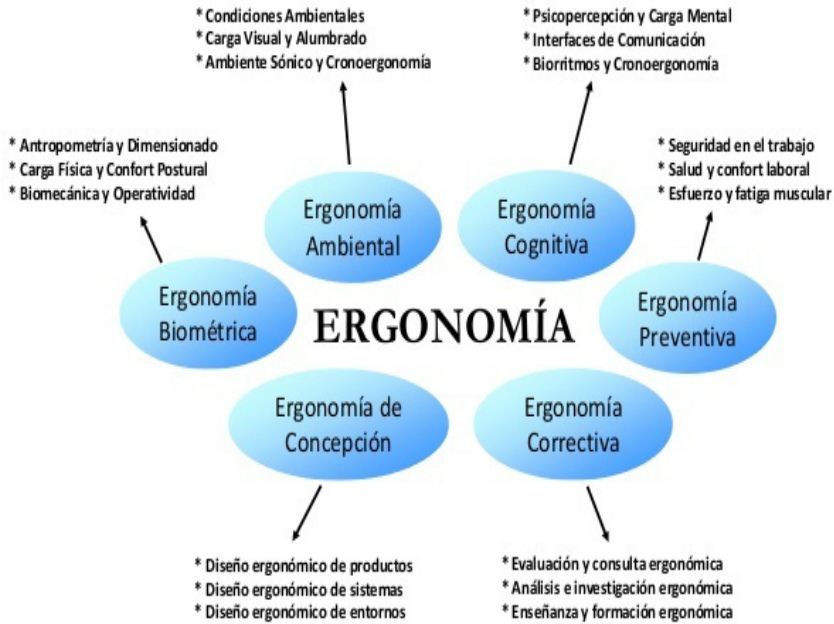 * Condiciones Ambientales
* Carga Visual y Alumbrado
* Ambiente Sónico y Cronoergonomía
* Psicopercepción y Carga Mental
* Interfaces de Comunicación
* Biorritmos y Cronoergonomía
* Antropometría y Dimensionado
* Carga Física y Confort Postural
* Biomecánica y Operatividad
* Seguridad en el trabajo
* Salud y confort laboral
* Esfuerzo y fatiga muscular
Ergonomía
Ambiental
Ergonomía
Cognitiva
Ergonomía
Biométrica
ERGONOMÍA
Ergonomía
Preventiva
Ergonomía de
Concepción
Ergonomía
Correctiva
* Diseño ergonómico de productos
* Diseño ergonómico de sistemas
* Diseño ergonómico de entornos
* Evaluación y consulta ergonómica
* Análisis e investigación ergonómica
* Enseñanza y formación ergonómica